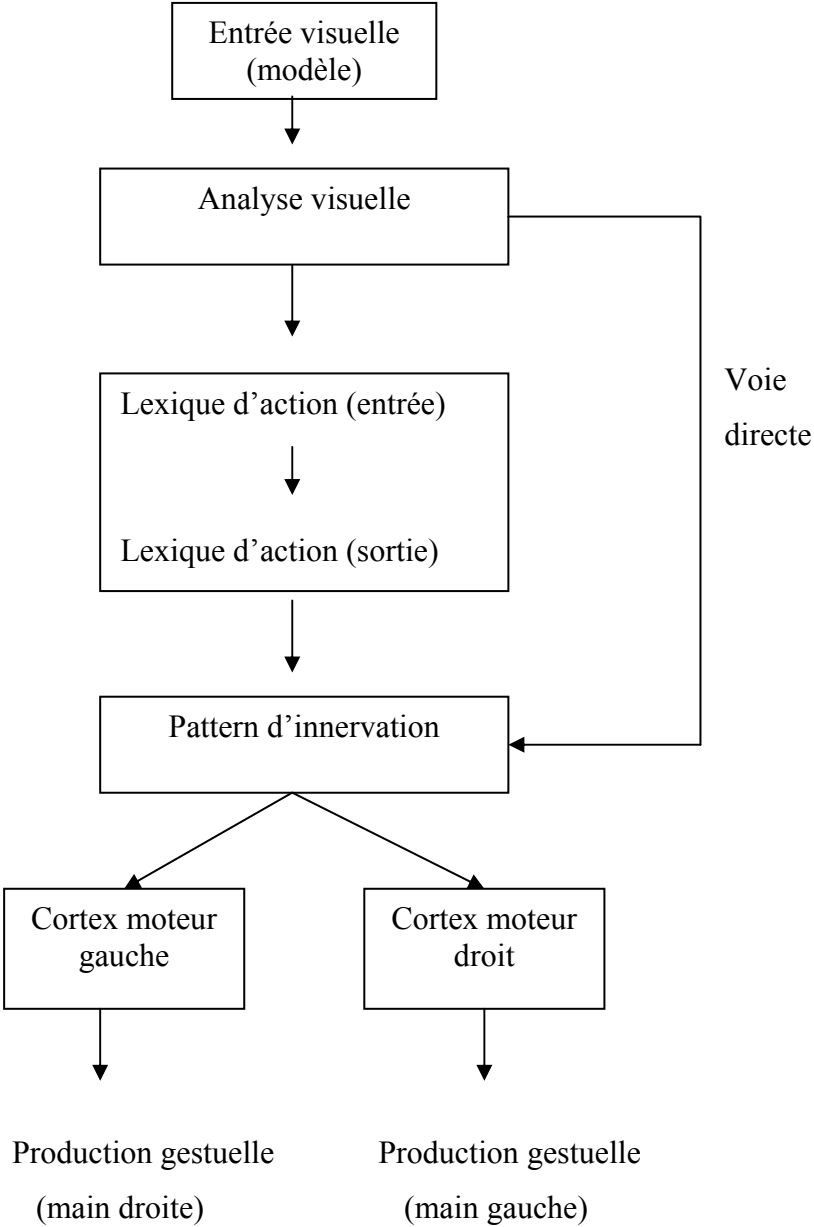 Entrée visuelle
(modèle)
Analyse visuelle
Lexique d’action (entrée)
Voie
directe
Lexique d’action (sortie)
Pattern d’innervation
Cortex moteur
gauche
Cortex moteur
droit
Production gestuelle
(main droite)
Production gestuelle
(main gauche)